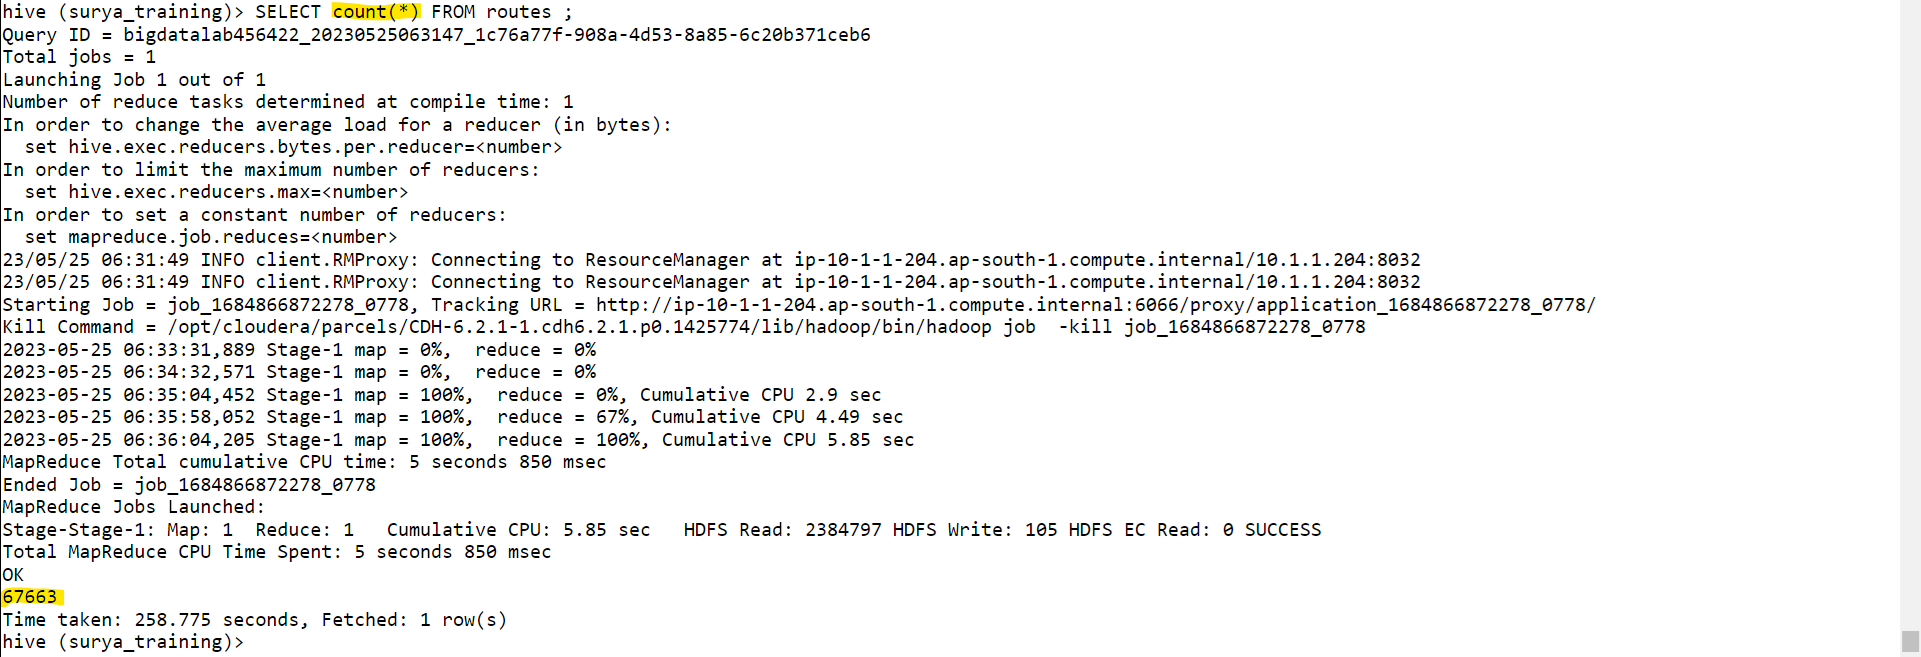 hive (surya_training)> SELECT count(*) FROM routes ;
Query ID = bigdatalab456422_20230525063147_1c76a77f-908a-4d53-8a85-6c20b371ceb6
Total jobs = 1
Launching Job 1 out of 1
Number of reduce tasks determined at compile time: 1
In order to change the average load for a reducer (in bytes):
  set hive.exec.reducers.bytes.per.reducer=<number>
In order to limit the maximum number of reducers:
  set hive.exec.reducers.max=<number>
In order to set a constant number of reducers:
  set mapreduce.job.reduces=<number>
23/05/25 06:31:49 INFO client.RMProxy: Connecting to ResourceManager at ip-10-1-1-204.ap-south-1.compute.internal/10.1.1.204:8032
23/05/25 06:31:49 INFO client.RMProxy: Connecting to ResourceManager at ip-10-1-1-204.ap-south-1.compute.internal/10.1.1.204:8032
Starting Job = job_1684866872278_0778, Tracking URL = http://ip-10-1-1-204.ap-south-1.compute.internal:6066/proxy/application_1684866872278_0778/
Kill Command = /opt/cloudera/parcels/CDH-6.2.1-1.cdh6.2.1.p0.1425774/lib/hadoop/bin/hadoop job  -kill job_1684866872278_0778
2023-05-25 06:33:31,889 Stage-1 map = 0%,  reduce = 0%
2023-05-25 06:34:32,571 Stage-1 map = 0%,  reduce = 0%
2023-05-25 06:35:04,452 Stage-1 map = 100%,  reduce = 0%, Cumulative CPU 2.9 sec
2023-05-25 06:35:58,052 Stage-1 map = 100%,  reduce = 67%, Cumulative CPU 4.49 sec
2023-05-25 06:36:04,205 Stage-1 map = 100%,  reduce = 100%, Cumulative CPU 5.85 sec
MapReduce Total cumulative CPU time: 5 seconds 850 msec
Ended Job = job_1684866872278_0778
MapReduce Jobs Launched:
Stage-Stage-1: Map: 1  Reduce: 1   Cumulative CPU: 5.85 sec   HDFS Read: 2384797 HDFS Write: 105 HDFS EC Read: 0 SUCCESS
Total MapReduce CPU Time Spent: 5 seconds 850 msec
OK
67663
Time taken: 258.775 seconds, Fetched: 1 row(s)
hive (surya_training)>